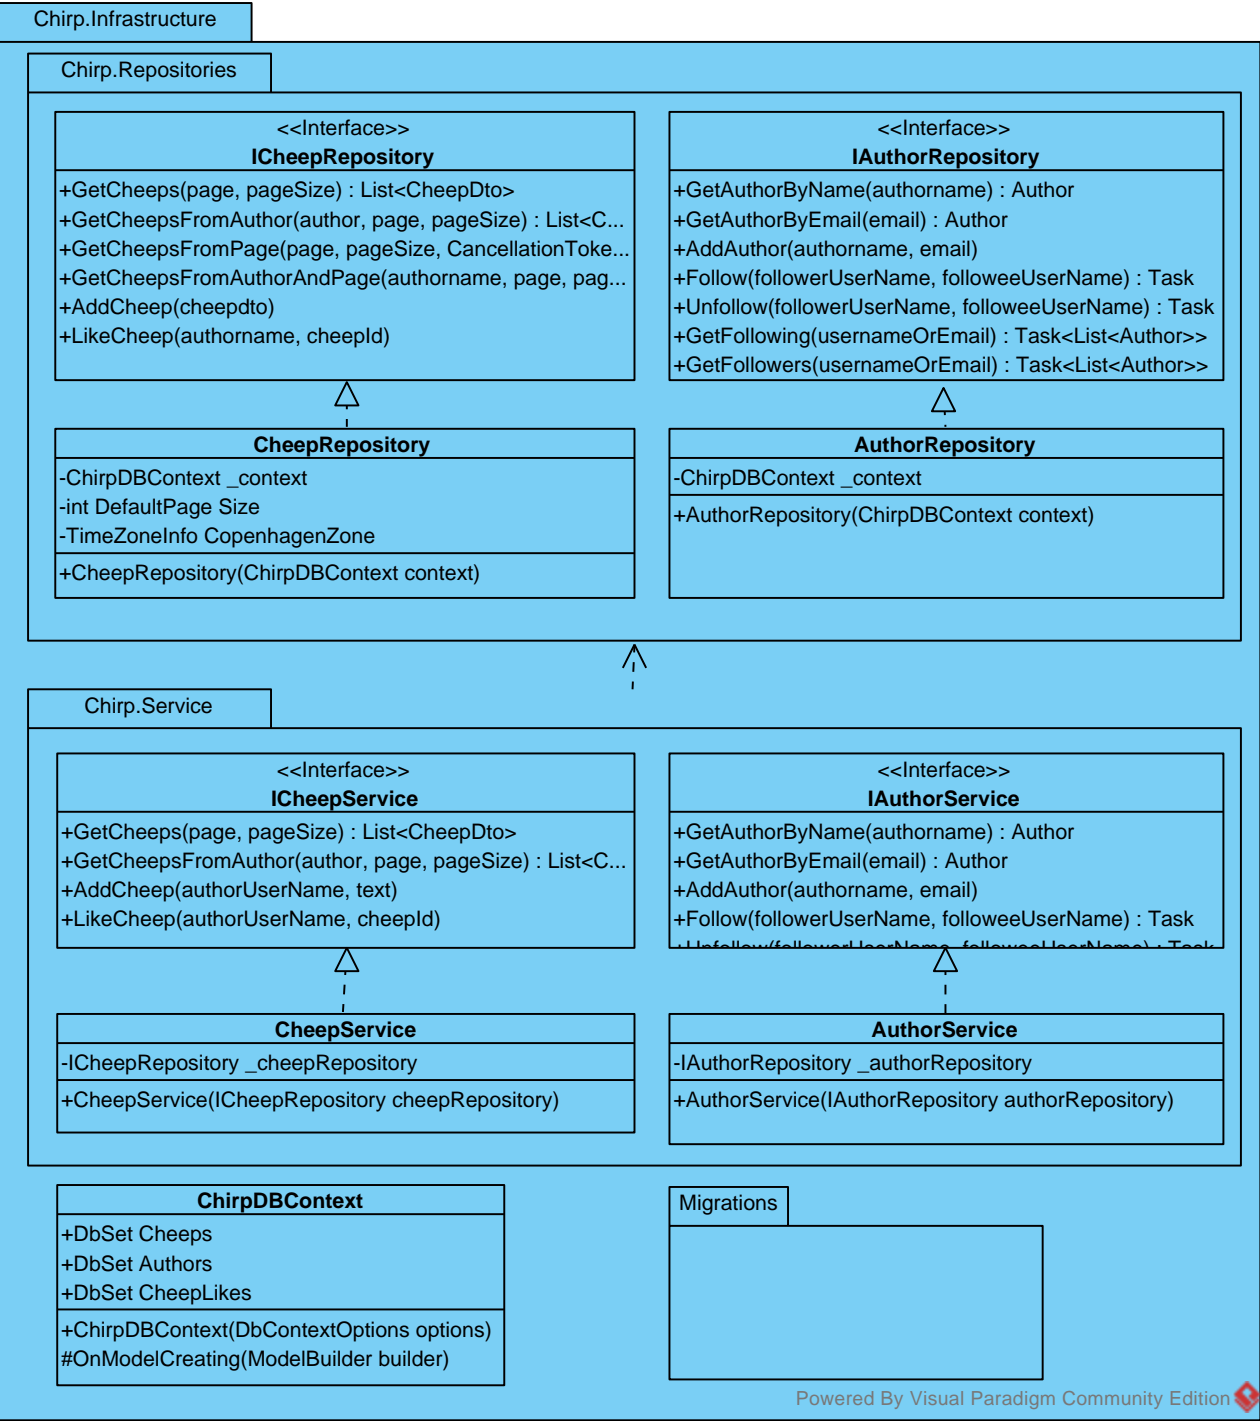 Chirp.Infrastructure
Chirp.Repositories
<<Interface>>
ICheepRepository
+GetCheeps(page, pageSize) : List<CheepDto>
+GetCheepsFromAuthor(author, page, pageSize) : List<C...
+GetCheepsFromPage(page, pageSize, CancellationToke...
+GetCheepsFromAuthorAndPage(authorname, page, pag...
+AddCheep(cheepdto)
+LikeCheep(authorname, cheepId)
<<Interface>>
IAuthorRepository
+GetAuthorByName(authorname) : Author
+GetAuthorByEmail(email) : Author
+AddAuthor(authorname, email)
+Follow(followerUserName, followeeUserName) : Task
+Unfollow(followerUserName, followeeUserName) : Task
+GetFollowing(usernameOrEmail) : Task<List<Author>>
+GetFollowers(usernameOrEmail) : Task<List<Author>>
CheepRepository
-ChirpDBContext _context
-int DefaultPage Size
-TimeZoneInfo CopenhagenZone
+CheepRepository(ChirpDBContext context)
AuthorRepository
-ChirpDBContext _context
+AuthorRepository(ChirpDBContext context)
Chirp.Service
<<Interface>>
ICheepService
+GetCheeps(page, pageSize) : List<CheepDto>
+GetCheepsFromAuthor(author, page, pageSize) : List<C...
+AddCheep(authorUserName, text)
+LikeCheep(authorUserName, cheepId)
<<Interface>>
IAuthorService
+GetAuthorByName(authorname) : Author
+GetAuthorByEmail(email) : Author
+AddAuthor(authorname, email)
+Follow(followerUserName, followeeUserName) : Task
+Unfollow(followerUserName, followeeUserName) : Task
CheepService
-ICheepRepository _cheepRepository
+CheepService(ICheepRepository cheepRepository)
AuthorService
-IAuthorRepository _authorRepository
+AuthorService(IAuthorRepository authorRepository)
ChirpDBContext
+DbSet Cheeps
+DbSet Authors
+DbSet CheepLikes
+ChirpDBContext(DbContextOptions options)
#OnModelCreating(ModelBuilder builder)
Migrations
Powered By Visual Paradigm Community Edition